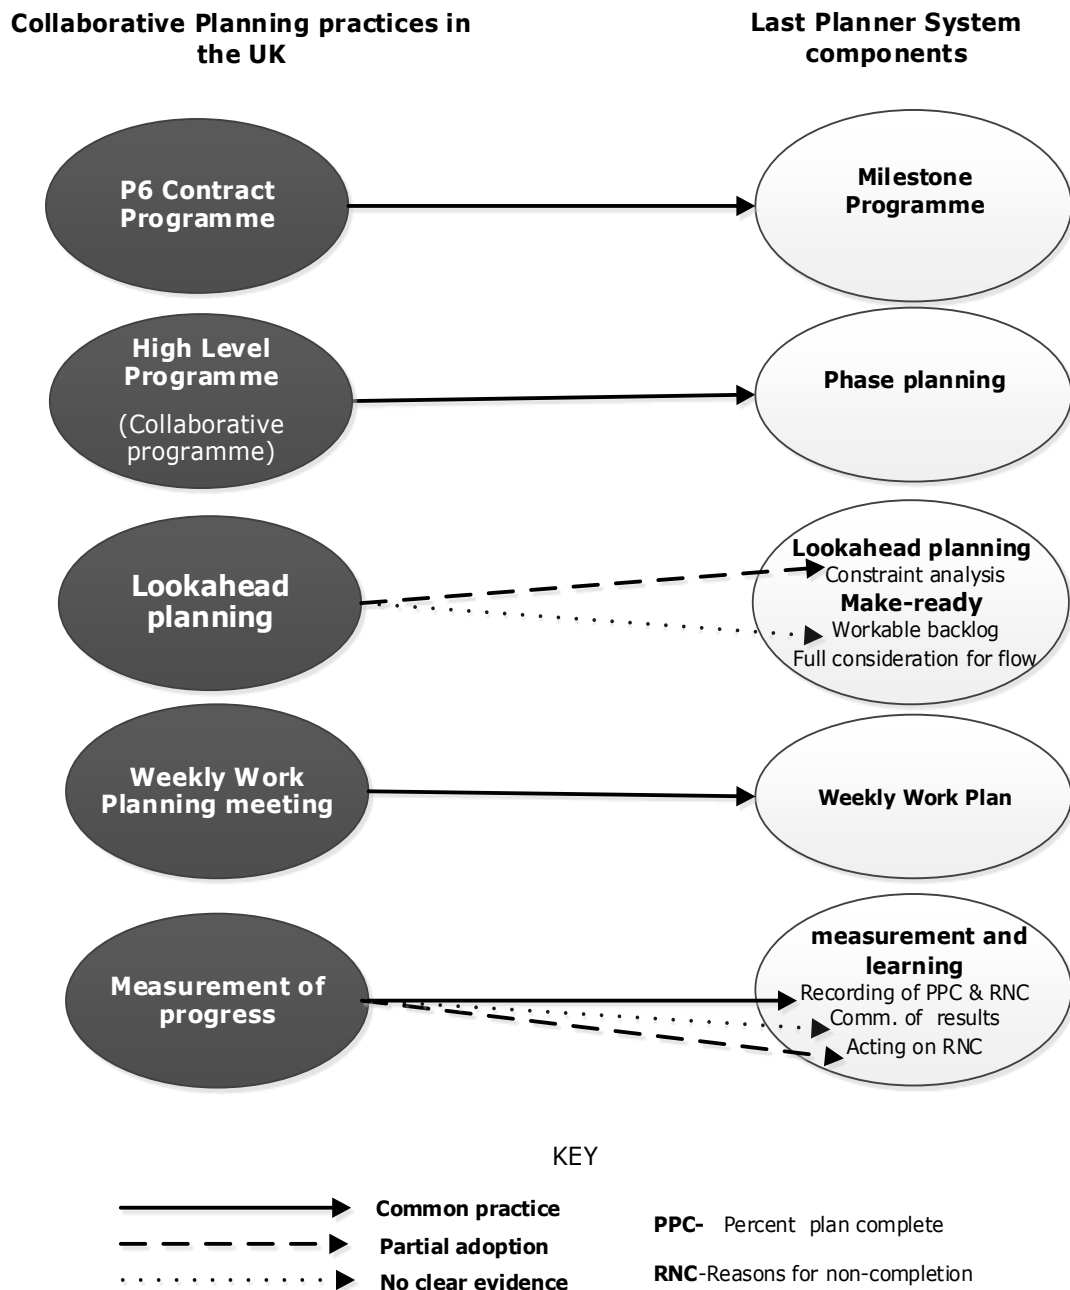 Collaborative Planning practices in
the UK
Last Planner System
components
P6 Contract
Programme
Milestone
Programme
High Level
Programme
(Collaborative
programme)
Phase planning
Lookahead
planning
Lookahead planning
Constraint analysis
Make-ready
Workable backlog
Full consideration for flow
Weekly Work
Planning meeting
Weekly Work Plan
Measurement of
progress
measurement and
learning
Recording of PPC & RNC
Comm. of results
Acting on RNC
KEY
Common practice
Partial adoption
No clear evidence
PPC- Percent plan complete
RNC-Reasons for non-completion